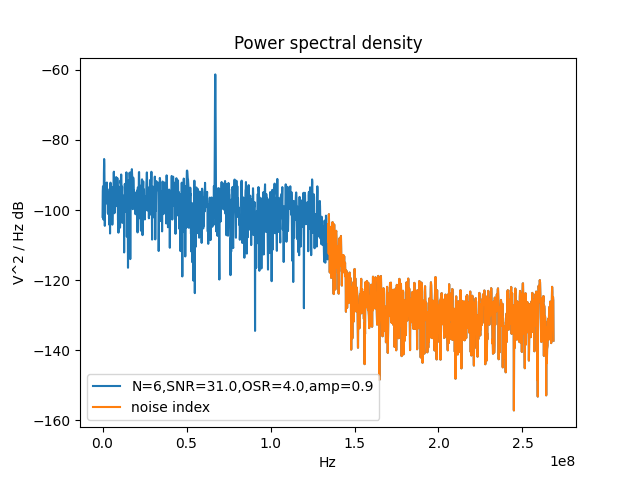 Power spectral density
−60
−80
−100
−120
−140
−160
V^2 / Hz dB
N=6,SNR=31.0,OSR=4.0,amp=0.9
noise index
0.0 0.5 1.0 1.5 2.0 2.5
1e8
Hz